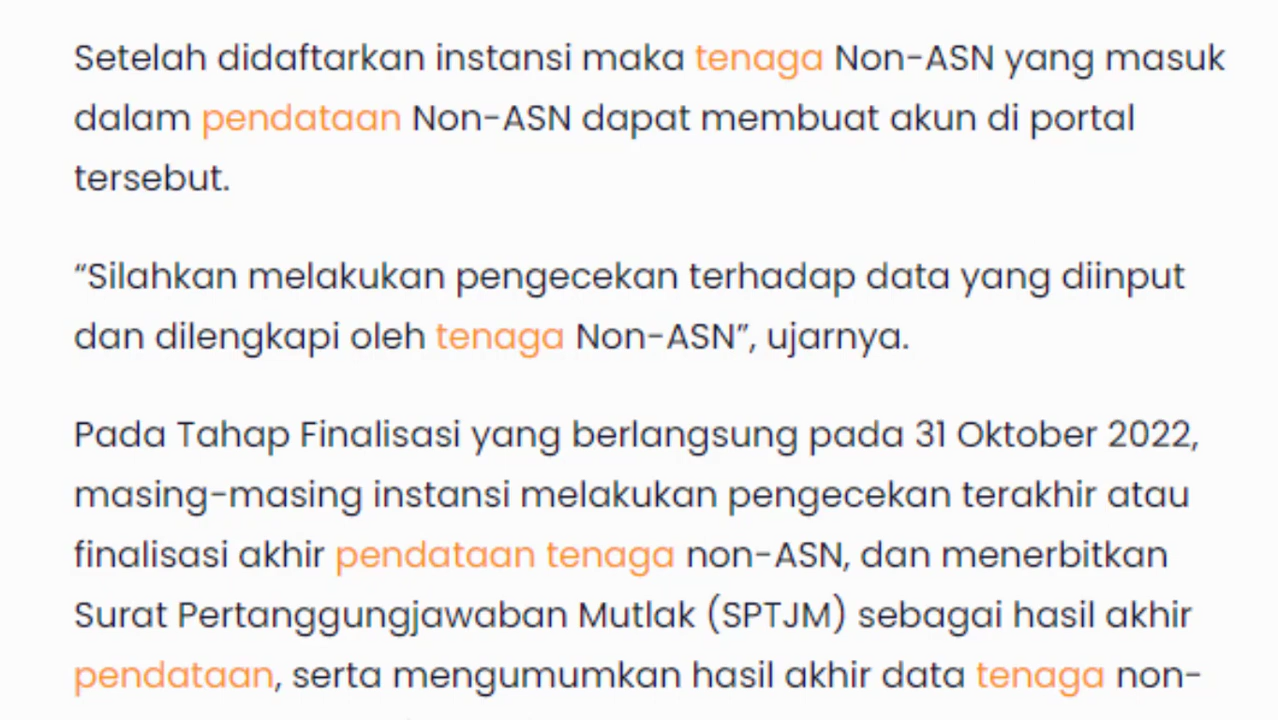 Setelah didaftarkan instansi maka tenaga Non-ASN yang masuk
dalam pendataan Non-ASN dapat membuat akun di portal
tersebut.
“Silahkan melakukan pengecekan terhadap data yang diinput
dan dilengkapi oleh tenaga Non-ASN”, ujarnya.
Pada Tahap Finalisasi yang berlangsung pada 31 Oktober 2022,
masing-masing instansi melakukan pengecekan terakhir atau
finalisasi akhir pendataan tenaga non-ASN, dan menerbitkan
Surat Pertanggungjawaban Mutlak (SPTJM) sebagai hasil akhir
pendataan, serta mengumumkan hasil akhir data tenaga non-